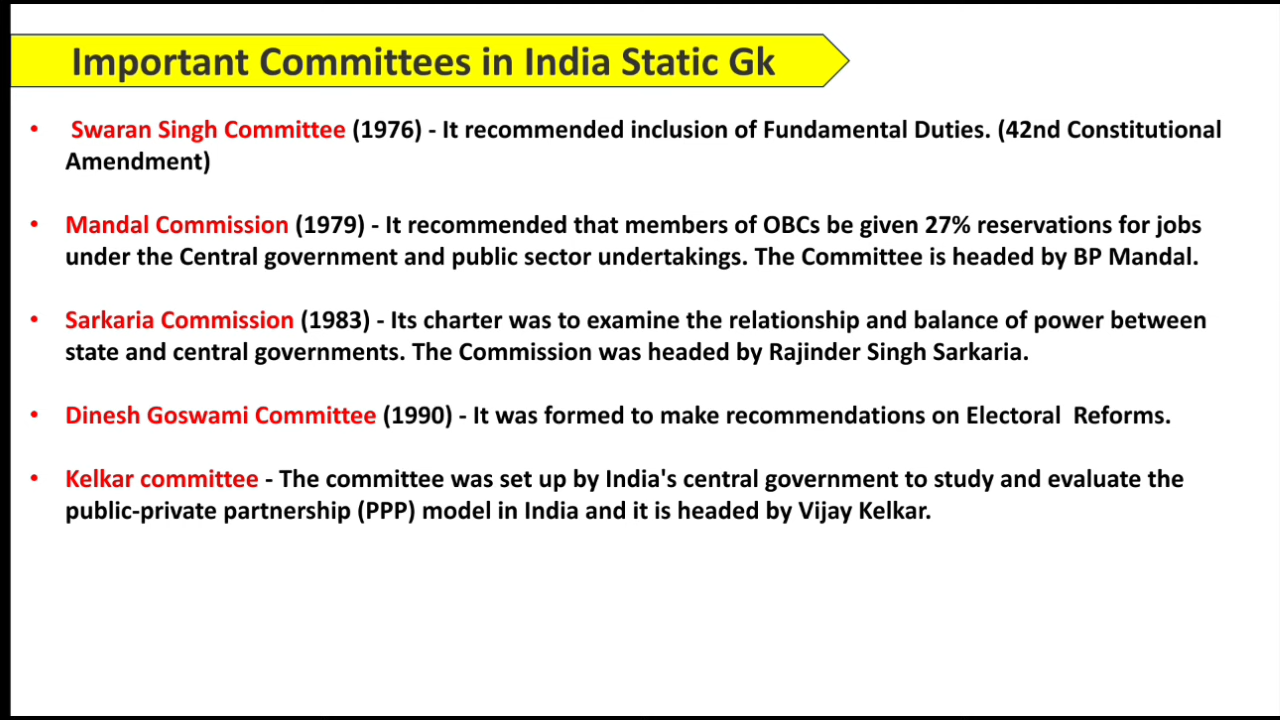 Important Committees in India Static Gk
• Swaran Singh Committee (1976) - It recommended inclusion of Fundamental Duties. (42nd Constitutional
Amendment)
• Mandal Commission (1979) - It recommended that members of OBCs be given 27% reservations for jobs
under the Central government and public sector undertakings. The Committee is headed by BP Mandal.
• Sarkaria Commission (1983) - Its charter was to examine the relationship and balance of power between
state and central governments. The Commission was headed by Rajinder Singh Sarkaria.
• Dinesh Goswami Committee (1990) - It was formed to make recommendations on Electoral  Reforms.
• Kelkar committee - The committee was set up by India's central government to study and evaluate the
public-private partnership (PPP) model in India and it is headed by Vijay Kelkar.